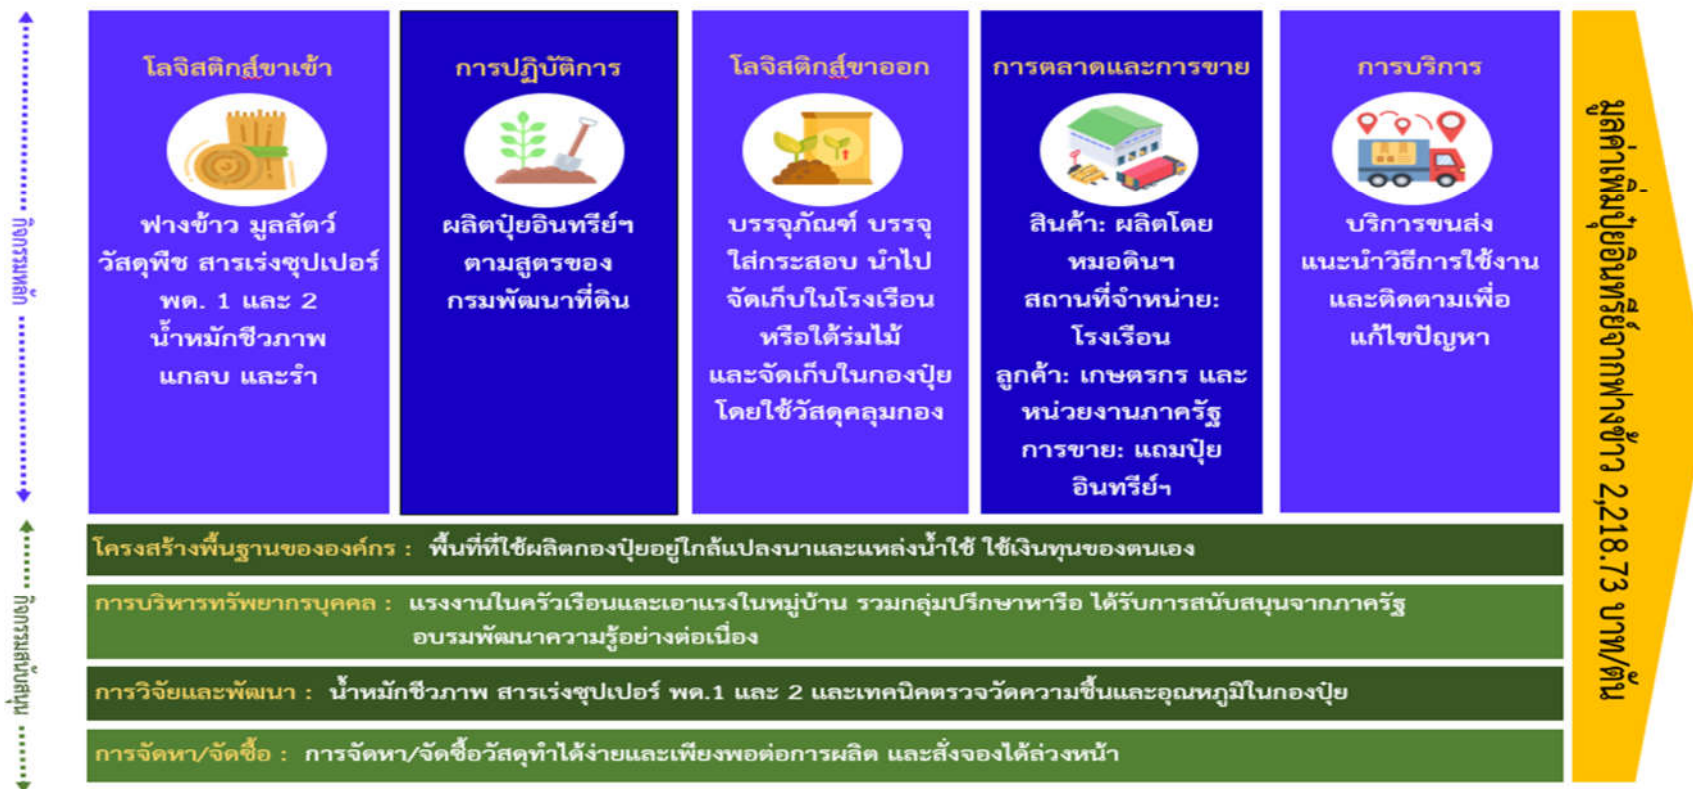 กิจกรรมหลัก
โลจิสติกส์ขาเข้า
ฟางข้าว มูลสัตว์
วัสดุพืช สารเร่งซุปเปอร์
พด. 1 และ 2
น้ำหมักชีวภาพ
แกลบ และรำ
การปฏิบัติการ
ผลิตปุ๋ยอินทรีย์ฯ
ตามสูตรของ
กรมพัฒนาที่ดิน
โลจิสติกส์ขาออก
บรรจุภัณฑ์ บรรจุ
ใส่กระสอบ นำไป
จัดเก็บในโรงเรือน
หรือใต้ร่มไม้
และจัดเก็บในกองปุ๋ย
โดยใช้วัสดุคลุมกอง
การตลาดและการขาย
สินค้า: ผลิตโดย
หมอดินฯ
สถานที่จำหน่าย:
โรงเรือน
ลูกค้า: เกษตรกร และ
หน่วยงานภาครัฐ
การขาย: แถมปุ๋ย
อินทรีย์ฯ
การบริการ
บริการขนส่ง
แนะนำวิธีการใช้งาน
และติดตามเพื่อ
แก้ไขปัญหา
มูลค่าเพิ่มปุ๋ยอินทรีย์จากฟางข้าว 2,218.73 บาท/ตัน
กิจกรรมสนับสนุน
โครงสร้างพื้นฐานขององค์กร : พื้นที่ที่ใช้ผลิตกองปุ๋ยอยู่ใกล้แปลงนาและแหล่งน้ำใช้ ใช้เงินทุนของตนเอง
การบริหารทรัพยากรบุคคล : แรงงานในครัวเรือนและเอาแรงในหมู่บ้าน รวมกลุ่มปรึกษาหารือ ได้รับการสนับสนุนจากภาครัฐ
อบรมพัฒนาความรู้อย่างต่อเนื่อง
การวิจัยและพัฒนา : น้ำหมักชีวภาพ สารเร่งซุปเปอร์ พด.1 และ 2 และเทคนิคตรวจวัดความชื้นและอุณหภูมิในกองปุ๋ย
การจัดหา/จัดซื้อ : การจัดหา/จัดซื้อวัสดุทำได้ง่ายและเพียงพอต่อการผลิต และสั่งจองได้ล่วงหน้า